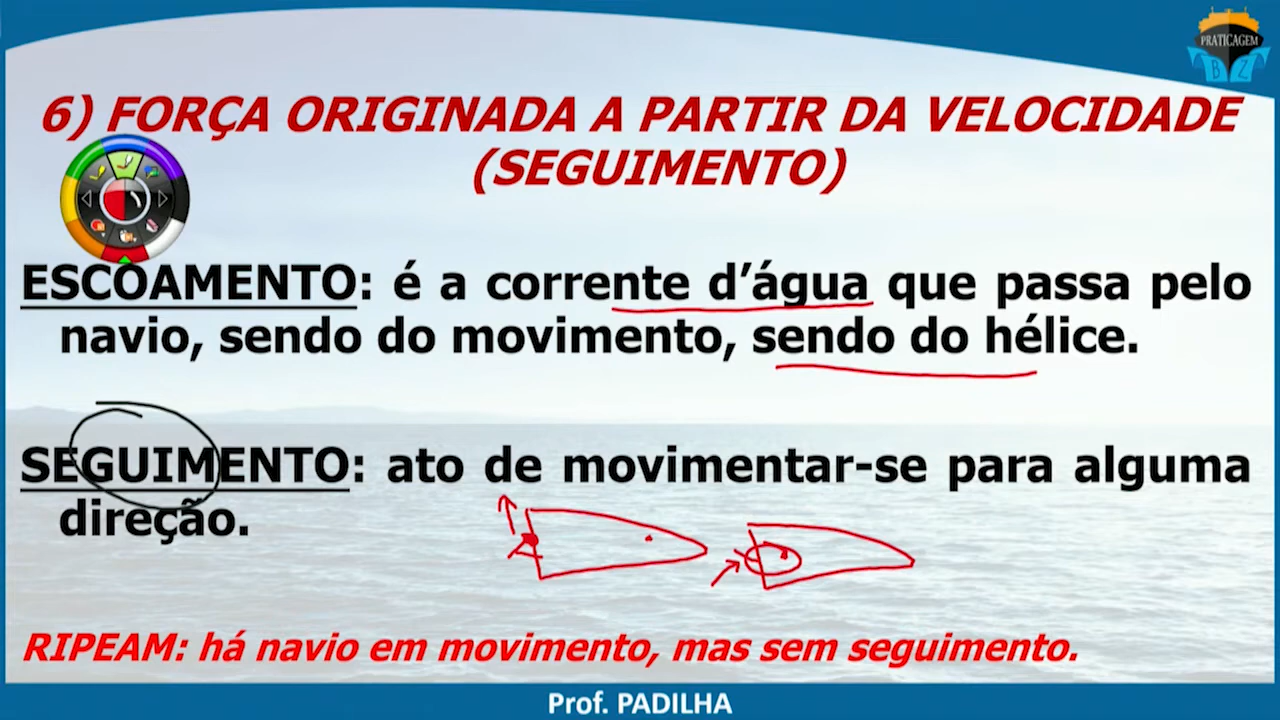 PRATICAGEM
BZ
6) FORÇA ORIGINADA A PARTIR DA VELOCIDADE
(SEGUIMENTO)
ESCOAMENTO: é a corrente d’água que passa pelo
navio, sendo do movimento, sendo do hélice.
SEGUIMENTO: ato de movimentar-se para alguma
direção.
RIPEAM: há navio em movimento, mas sem seguimento.
Prof. PADILHA